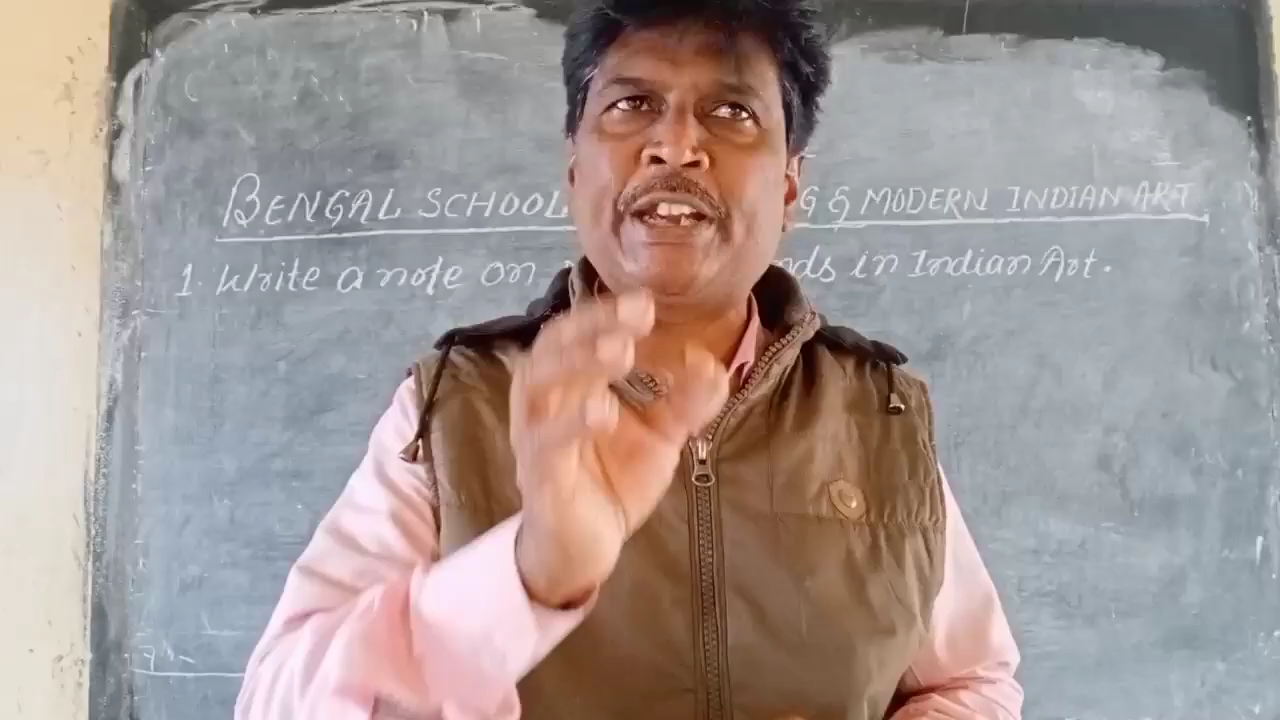 BENGAL SCHOOL G & MODERN INDIAN ART
1. Write a note on nds in Indian Art.